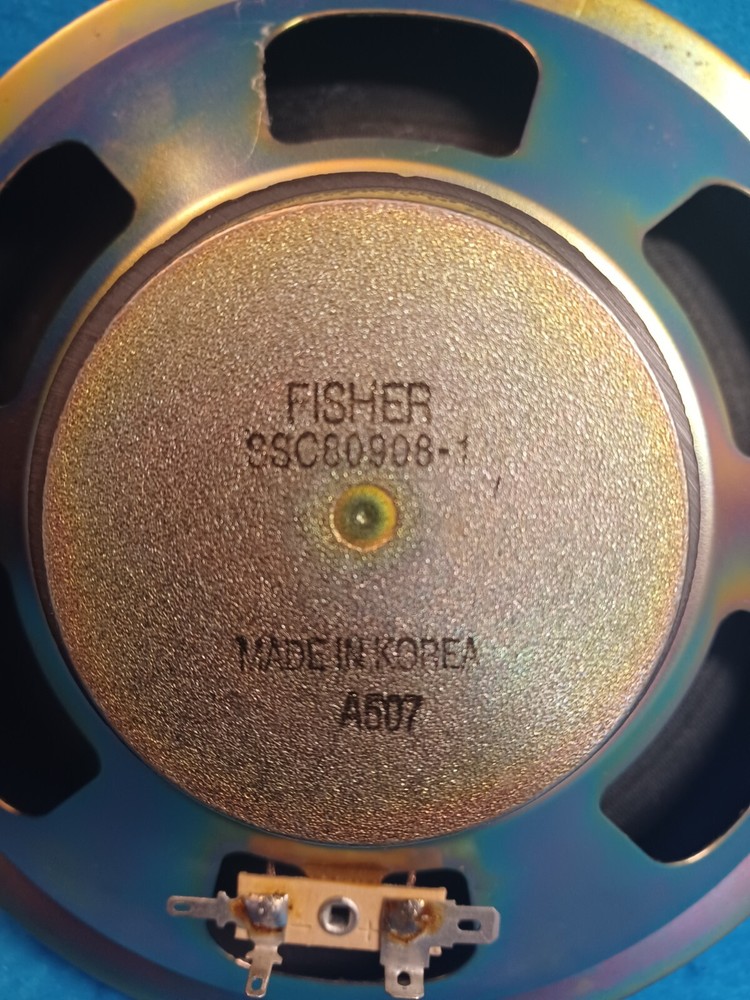 FISHER
SSC80908-1
MADE IN KOREA
A507